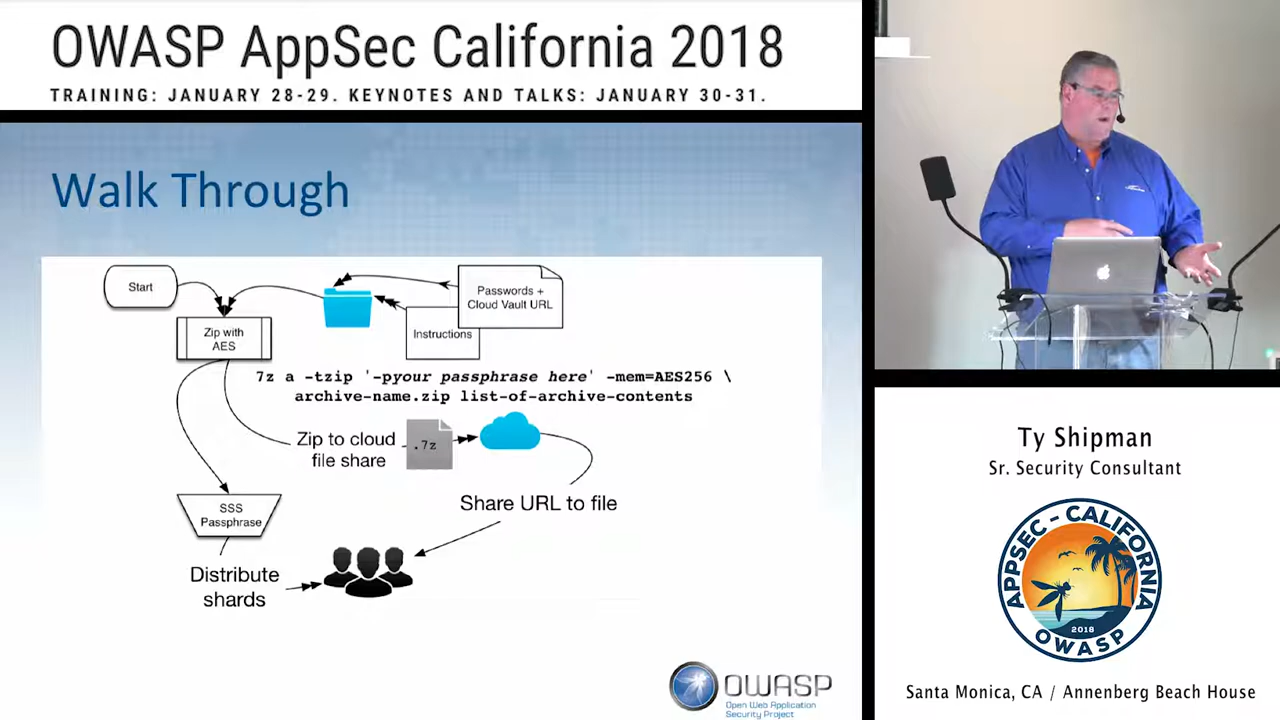 OWASP AppSec California 2018
TRAINING: JANUARY 28-29. KEYNOTES AND TALKS: JANUARY 30-31.
Walk Through
Start
Passwords +
Cloud Vault URL
Zip with
AES
Instructions
7z a -tzip '-pyour passphrase here' -mem=AES256 \
archive-name.zip list-of-archive-contents
Zip to cloud
file share
.7z
Share URL to file
SSS
Passphrase
Distribute
shards
OWASP
Open Web Application
Security Project
Ty Shipman
Sr. Security Consultant
APPSEC - CALIFORNIA
2018
OWASP
Santa Monica, CA / Annenberg Beach House